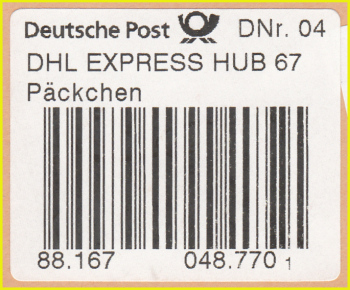 Deutsche Post DNr. 04
DHL EXPRESS HUB 67
Päckchen
88.167 048.770 1